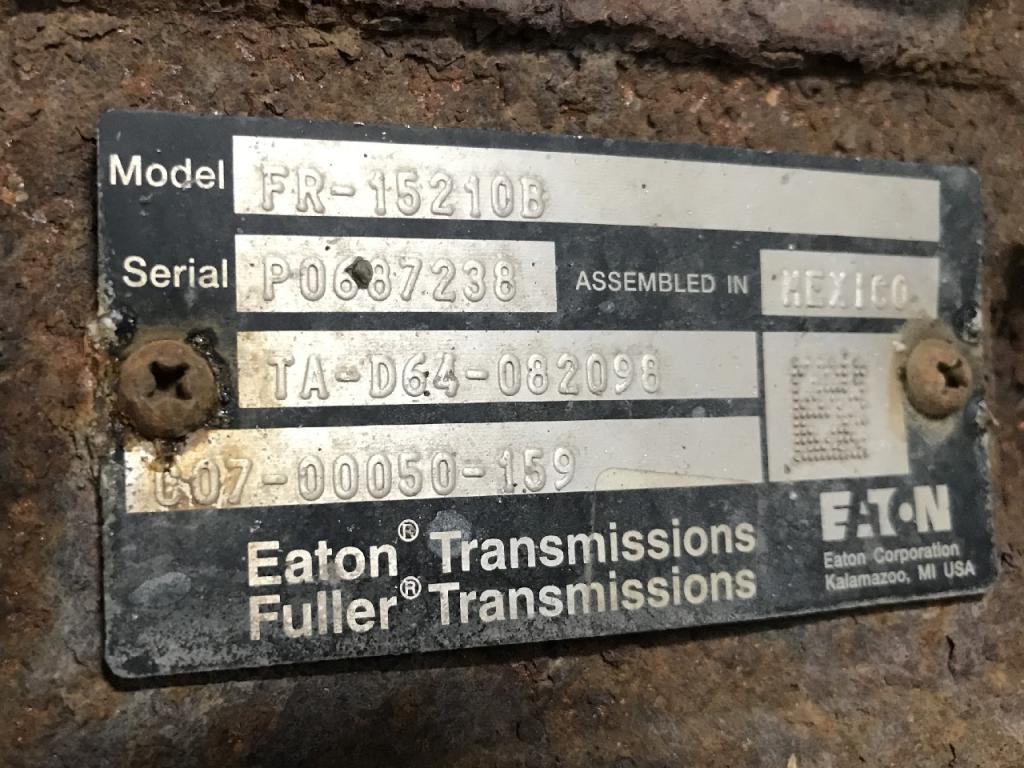 Model FR-15210B
Serial P0687238 ASSEMBLED IN MEXICO
TA-D64-082098
C07-00050-159
Eaton® Transmissions
Fuller® Transmissions
EATON
Eaton Corporation
Kalamazoo, MI USA